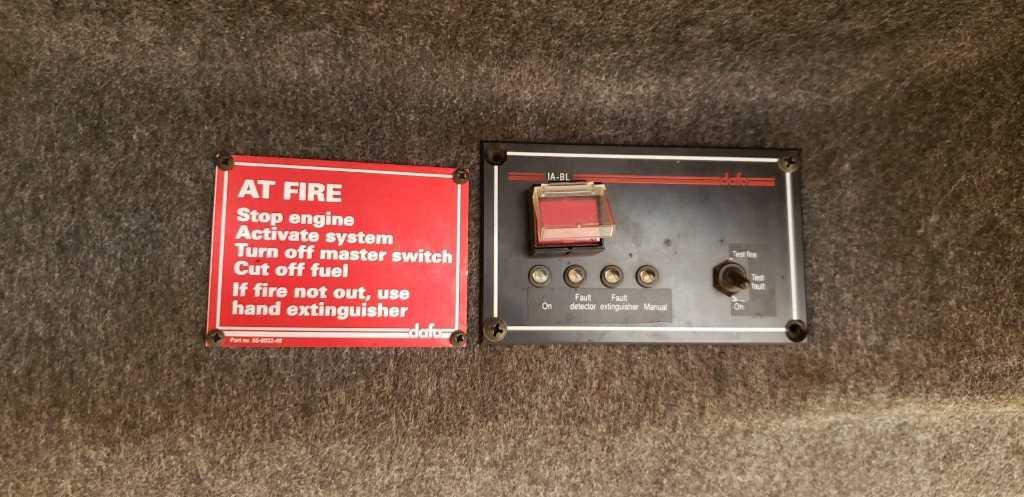 AT FIRE
Stop engine
Activate system
Turn off master switch
Cut off fuel
If fire not out, use
hand extinguisher
dafo
IA-BL
dafo
Test fire
Test
fault
On
On
Fault
detector
Fault
extinguisher
Manual